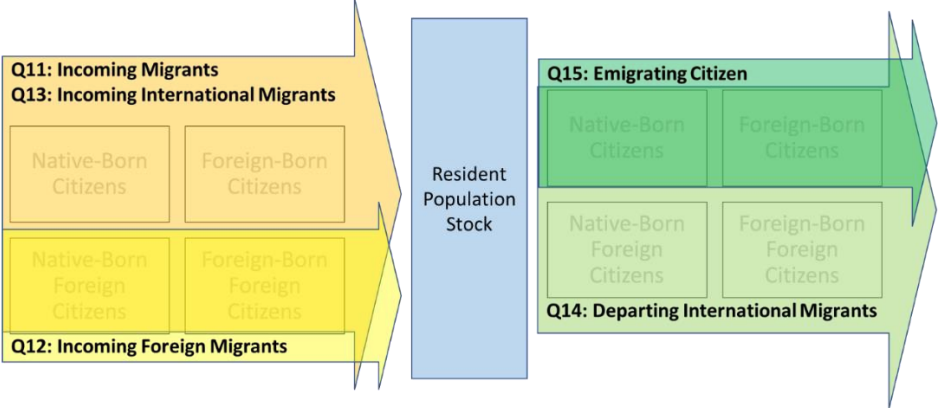 Q11: Incoming Migrants
Q13: Incoming International Migrants
Native-Born
Citizens
Foreign-Born
Citizens
Native-Born
Foreign
Citizens
Foreign-Born
Foreign
Citizens
Q12: Incoming Foreign Migrants
Resident
Population
Stock
Q15: Emigrating Citizen
Native-Born
Citizens
Foreign-Born
Citizens
Native-Born
Foreign
Citizens
Foreign-Born
Foreign
Citizens
Q14: Departing International Migrants